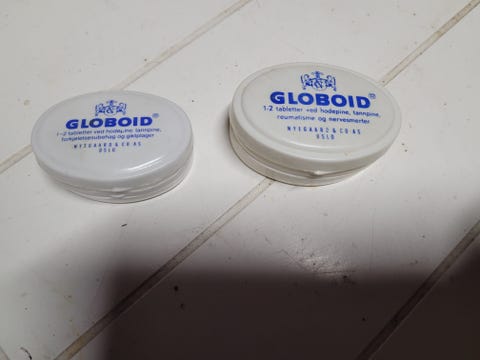 GLOBOID®
1-2 tabletter ved hodepine, tannpine,
forkjølelsesubehag og giktplager
NYEGAARD & CO AS
OSLO
GLOBOID®
1-2 tabletter ved hodepine, tannpine,
reumatisme og nervesmerter
NYEGAARD & CO AS
OSLO